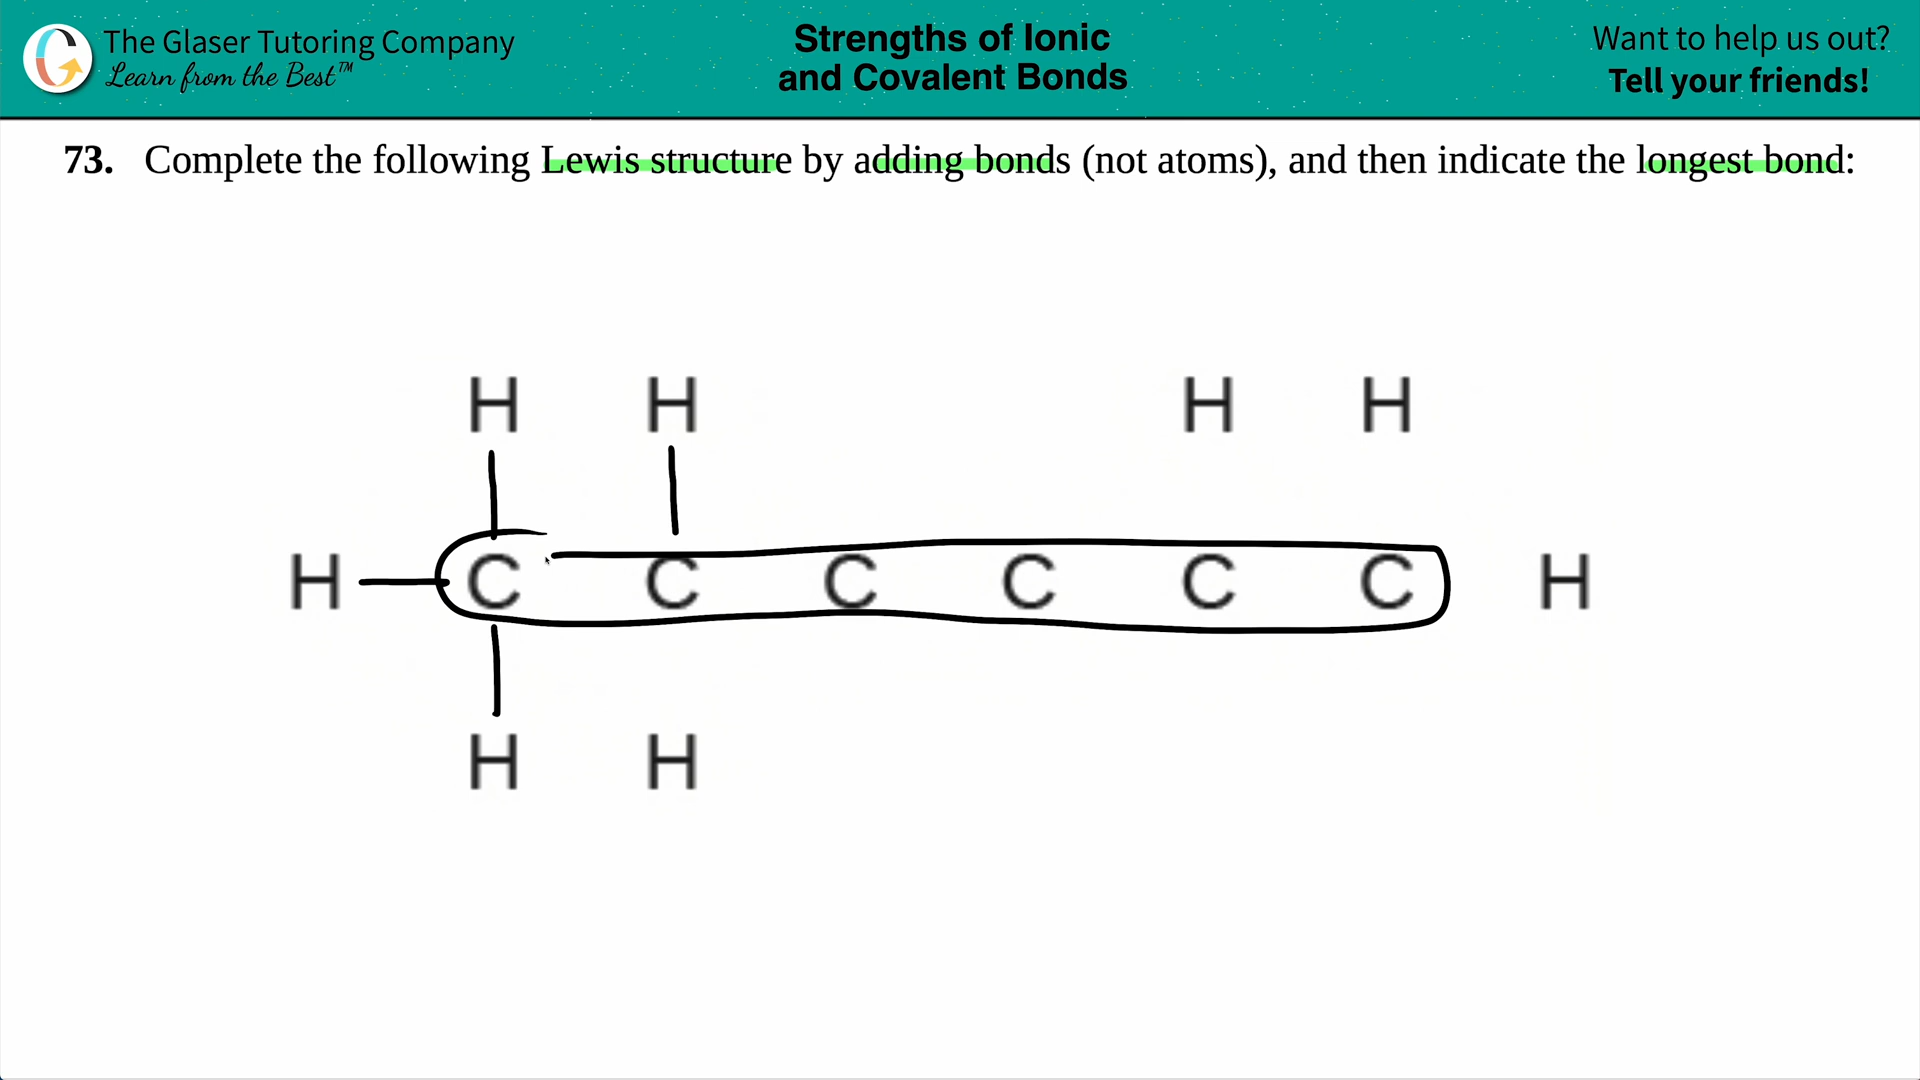 The Glaser Tutoring Company
Learn from the Best™
Strengths of Ionic
and Covalent Bonds
Want to help us out?
Tell your friends!
73. Complete the following Lewis structure by adding bonds (not atoms), and then indicate the longest bond:
H H H H
H C C C C C C H
H H